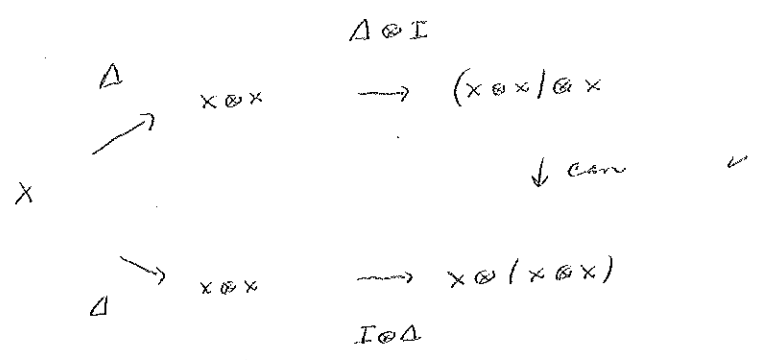 Δ ⊗ I
Δ
x ⊗ x → (x ⊗ x) ⊗ x
↗
↓ can ✓
X
↘
x ⊗ x → x ⊗ (x ⊗ x)
Δ
I ⊗ Δ